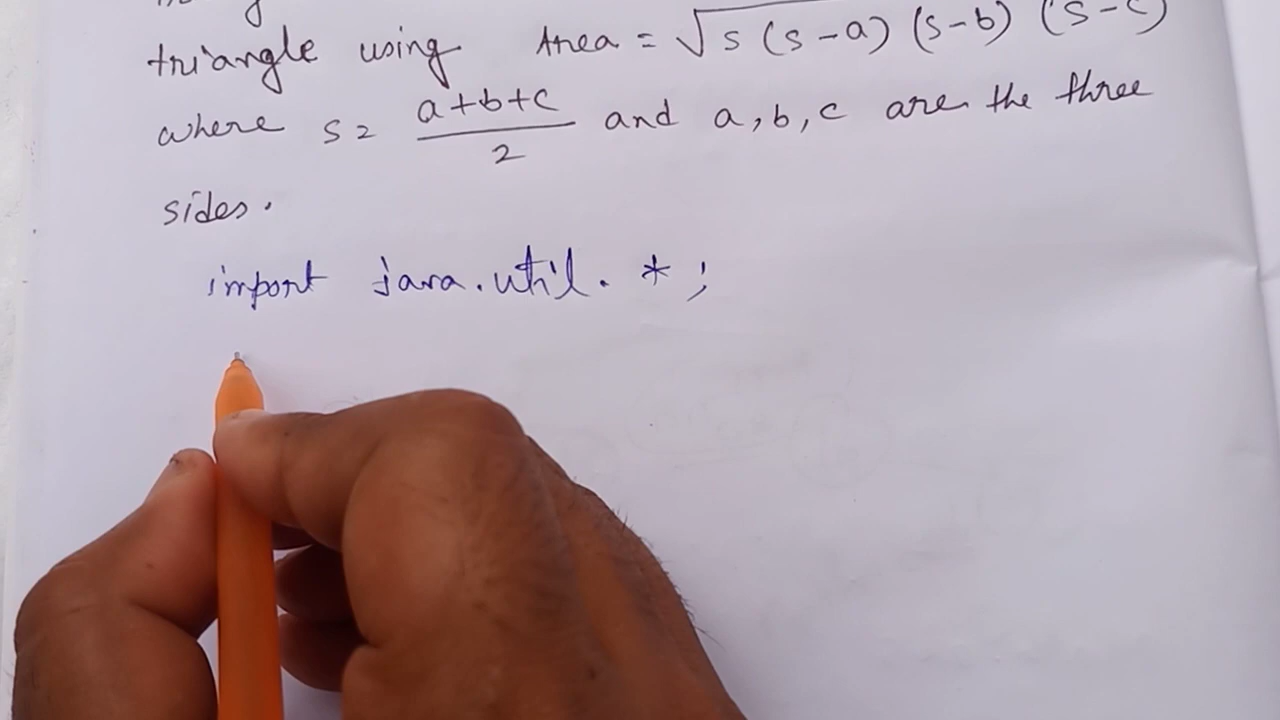 triangle using Area = √s (s-a) (s-b) (s-c)
where s = a+b+c/2 and a, b, c are the three
sides.
import java.util.*;